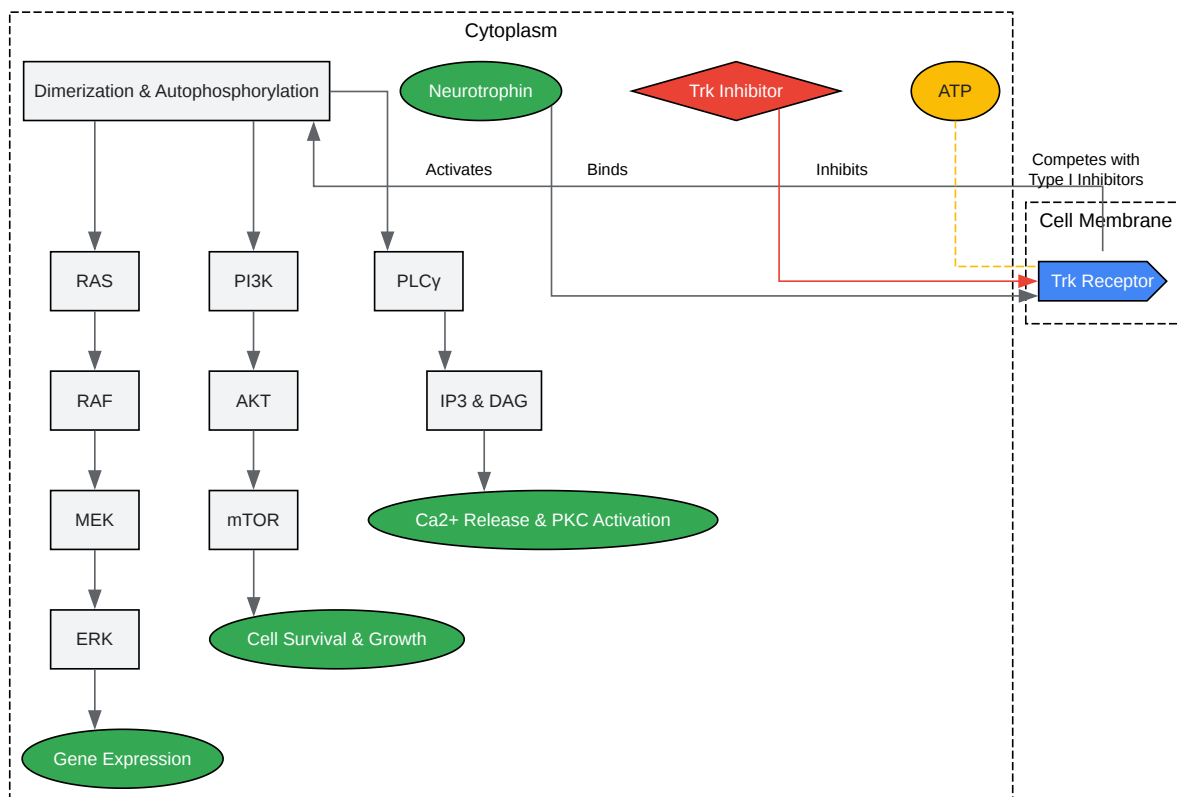 Cytoplasm
Dimerization & Autophosphorylation
Neurotrophin
Trk Inhibitor
ATP
Activates
Binds
Inhibits
Competes with
Type I Inhibitors
Cell Membrane
RAS
PI3K
PLCγ
Trk Receptor
RAF
AKT
IP3 & DAG
MEK
mTOR
Ca2+ Release & PKC Activation
ERK
Cell Survival & Growth
Gene Expression